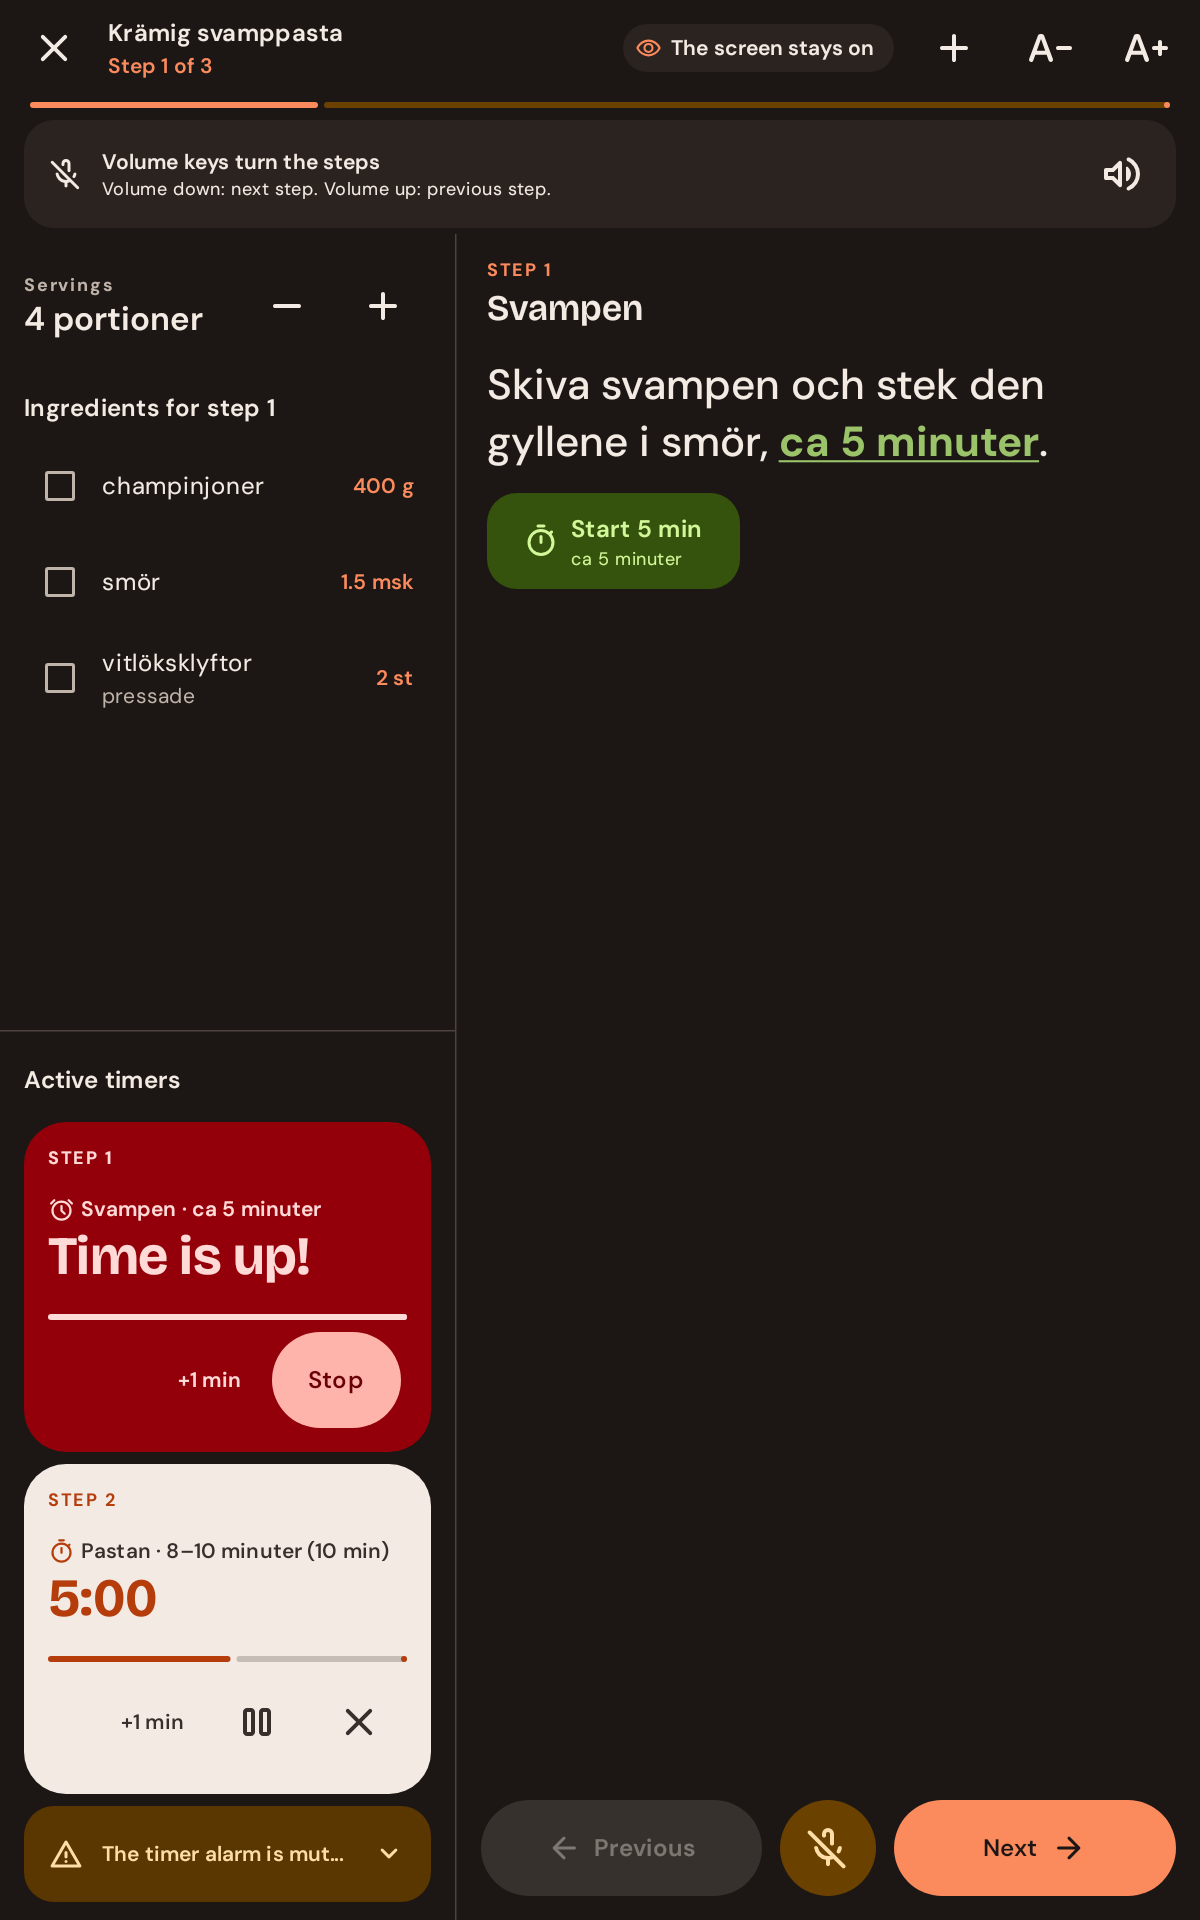 Krämig svamppasta
Step 1 of 3
The screen stays on
A-
A+
Volume keys turn the steps
Volume down: next step. Volume up: previous step.
Servings
4 portioner
Ingredients for step 1
champinjoner 400 g
smör 1.5 msk
vitlöksklyftor 2 st
pressade
STEP 1
Svampen
Skiva svampen och stek den
gyllene i smör, ca 5 minuter.
Start 5 min
ca 5 minuter
Active timers
STEP 1
Svampen · ca 5 minuter
Time is up!
+1 min
Stop
STEP 2
Pastan · 8–10 minuter (10 min)
5:00
+1 min
The timer alarm is mut...
Previous
Next